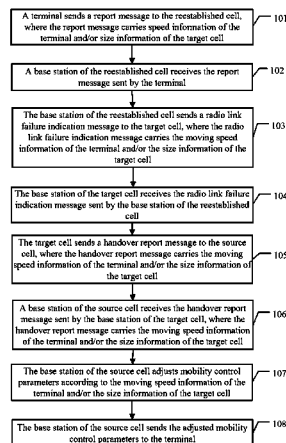 A terminal sends a report message to the reestablished cell,
where the report message carries speed information of the
terminal and/or size information of the target cell
101
A base station of the reestablished cell receives the report
message sent by the terminal
102
The base station of the reestablished cell sends a radio link
failure indication message to the target cell, where the radio
link failure indication message carries the moving speed
information of the terminal and/or the size information of
the target cell
103
The base station of the target cell receives the radio link
failure indication message sent by the base station of the reestablished
cell
104
The target cell sends a handover report message to the source
cell, where the handover report message carries the moving
speed information of the terminal and/or the size information of
the target cell
105
A base station of the source cell receives the handover report
message sent by the base station of the target cell, where the
handover report message carries the moving speed information
of the terminal and/or the size information of the target cell
106
The base station of the source cell adjusts mobility control
parameters according to the moving speed information of the
terminal and/or the size information of the target cell
107
The base station of the source cell sends the adjusted mobility
control parameters to the terminal
108